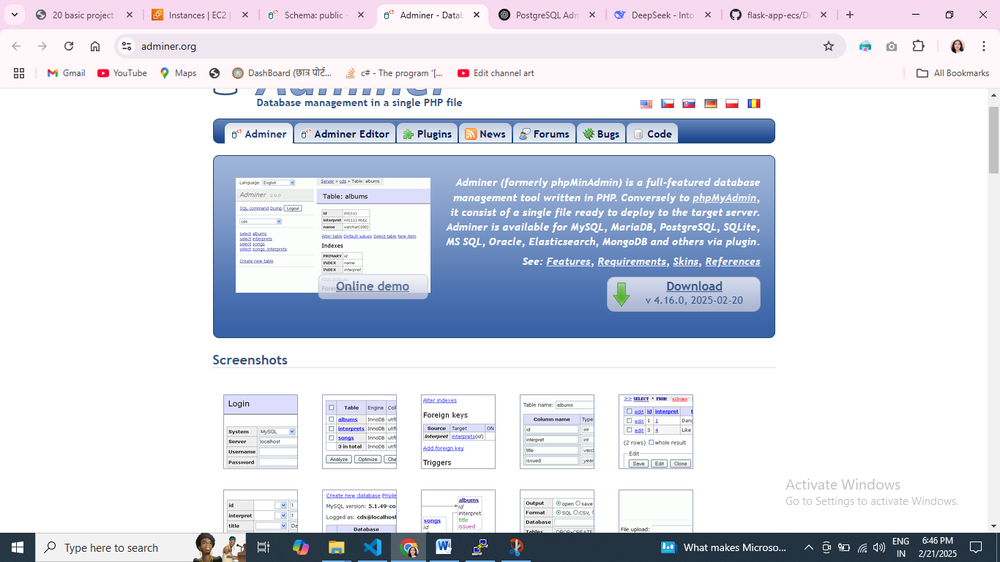 20 basic project
Instances | EC2 |
Schema: public -
Adminer - Datab
PostgreSQL Adm
DeepSeek - Into
flask-app-ecs/Do
adminer.org
Gmail
YouTube
Maps
DashBoard (छात्र पोर्ट...
c# - The program '[...
Edit channel art
All Bookmarks
Adminer
Database management in a single PHP file
Adminer
Adminer Editor
Plugins
News
Forums
Bugs
Code
Language: English
Adminer 2.0.0
SQL command Dump Logout
cds
select albums
select interprets
select songs
select songs_interprets
Create new table
Server » cds » Table: albums
Table: albums
id int(11)
interpret int(11) NULL
name varchar(100)
Alter table Default values Select table New item
Indexes
PRIMARY id
INDEX name
INDEX interpret
Online demo
Adminer (formerly phpMinAdmin) is a full-featured database
management tool written in PHP. Conversely to phpMyAdmin,
it consist of a single file ready to deploy to the target server.
Adminer is available for MySQL, MariaDB, PostgreSQL, SQLite,
MS SQL, Oracle, Elasticsearch, MongoDB and others via plugin.
See: Features, Requirements, Skins, References
Download
v 4.16.0, 2025-02-20
Screenshots
Login
System MySQL
Server localhost
Username
Password
Table Engine Coll
albums InnoDB utf
interprets InnoDB utf
songs InnoDB utf
3 in total InnoDB utf
Analyze Optimize Che
Alter indexes
Foreign keys
Source Target ON
interpret interprets(id)
Add foreign key
Triggers
Table name: albums
Column name Type
id int
interpret int
title varc
issued year
>> SELECT * FROM `albums`
edit id interpret t
edit 1 1 Dan
edit 3 4 Like
(2 rows) whole result
Edit
Save Edit Clone
id 1
interpret 1
title De
Create new database Privile
MySQL version: 5.1.49-co
Logged as: cds@localhost
Database
albums
id
interpret
title
issued
songs
id
Output open save
Format SQL CSV,
Database
Tables DROP+CREATE
File upload:
Activate Windows
Go to Settings to activate Windows.
Type here to search
What makes Microso...
ENG
IN
6:46 PM
2/21/2025